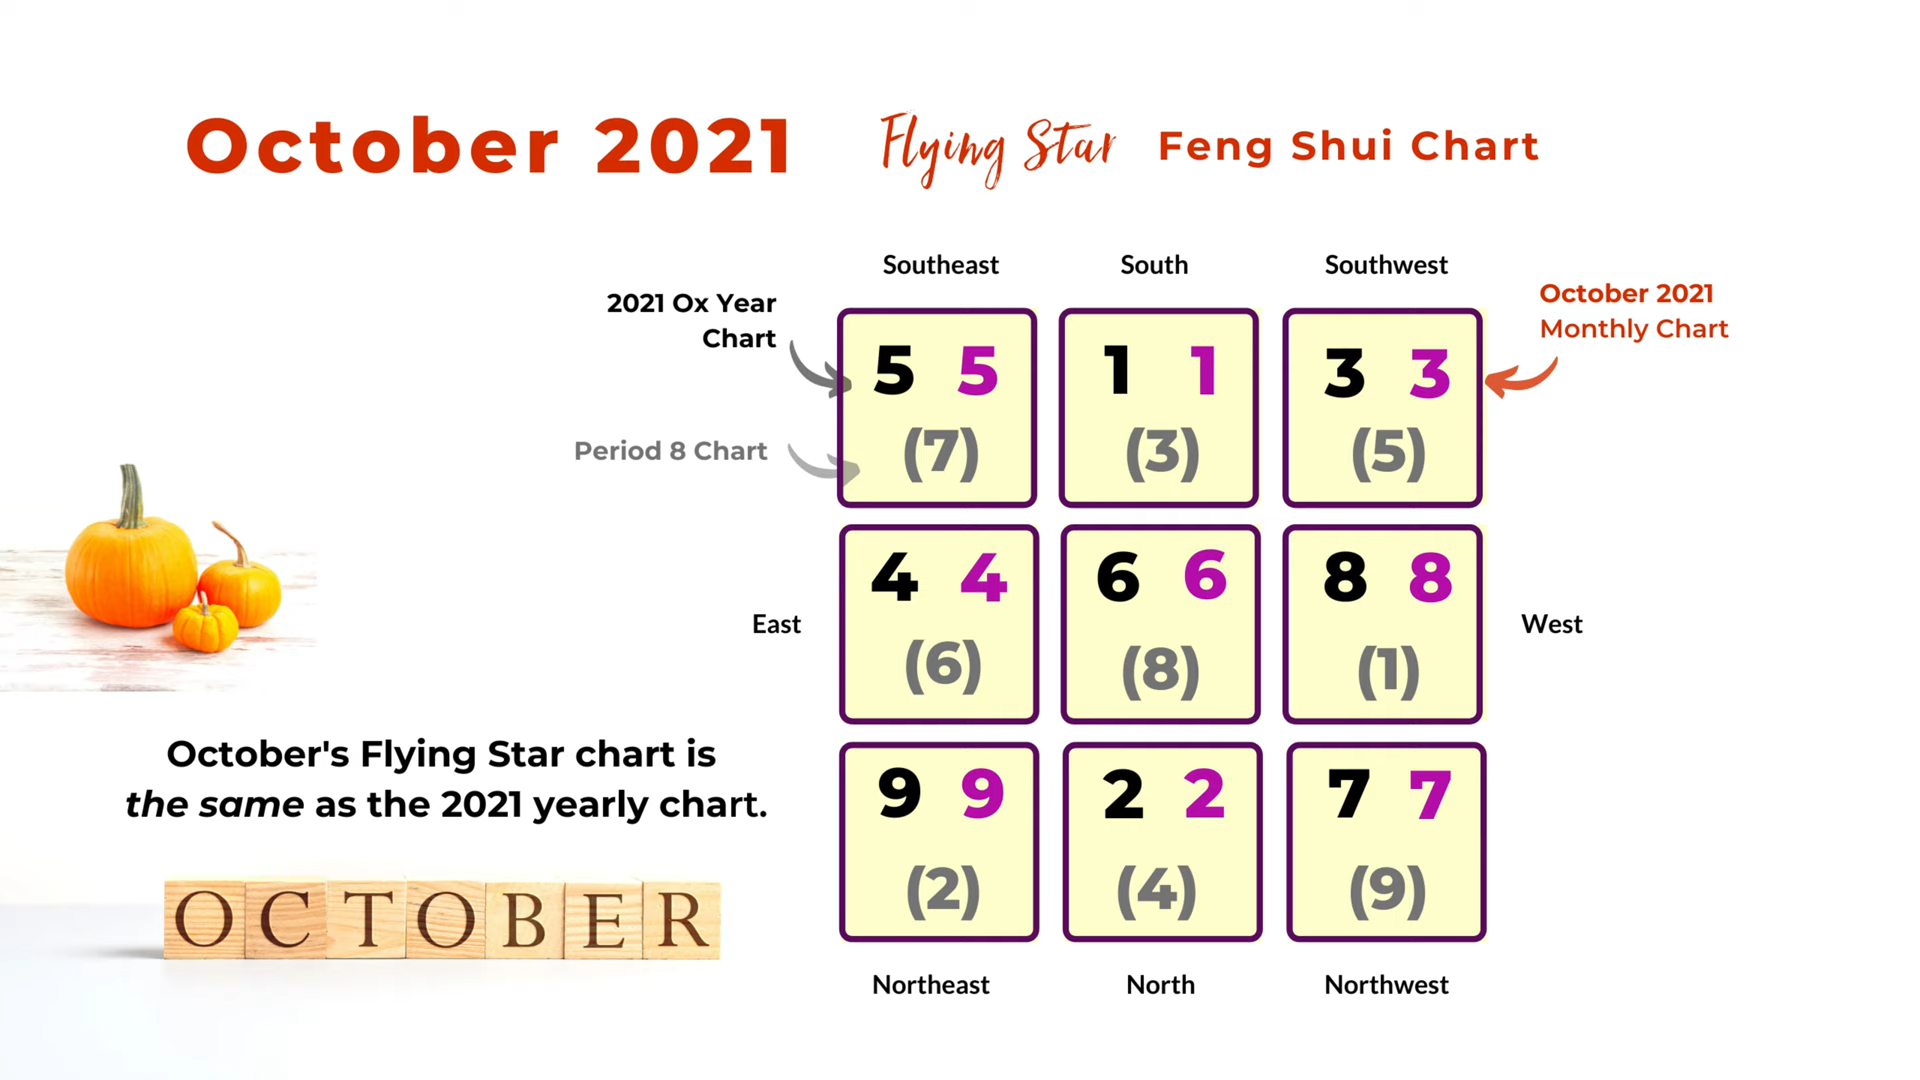 October 2021 Flying Star Feng Shui Chart
Southeast South Southwest
2021 Ox Year
Chart
October 2021
Monthly Chart
5 5 1 1 3 3
Period 8 Chart
(7) (3) (5)
4 4 6 6 8 8
East West
(6) (8) (1)
October's Flying Star chart is
the same as the 2021 yearly chart.
9 9 2 2 7 7
(2) (4) (9)
OCTOBER
Northeast North Northwest